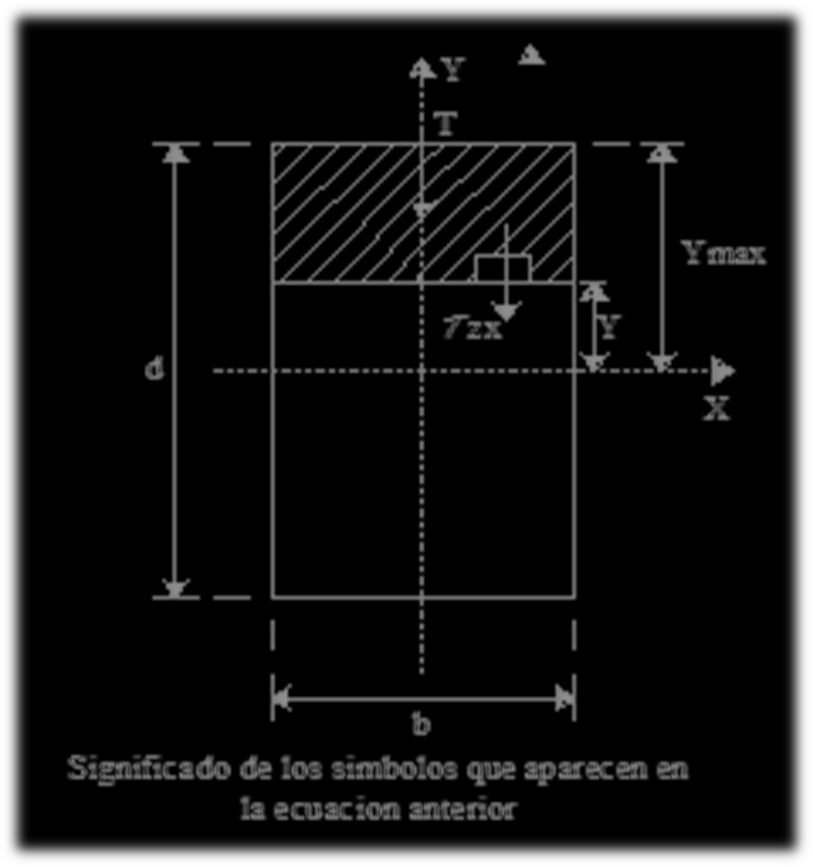 Y
T
Ymax
τzx
Y
d
X
b
Significado de los simbolos que aparecen en
la ecuacion anterior